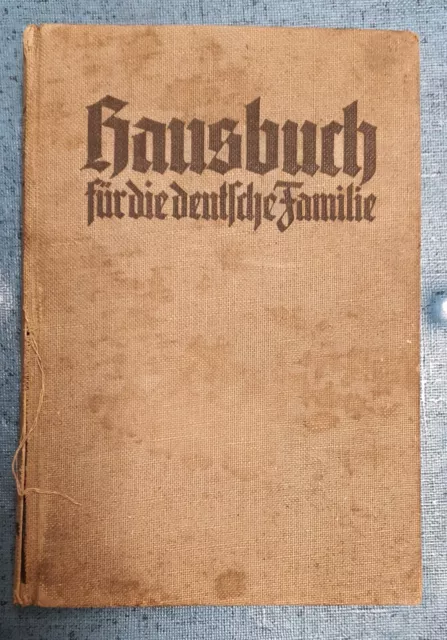 Hausbuch
für die deutsche Familie